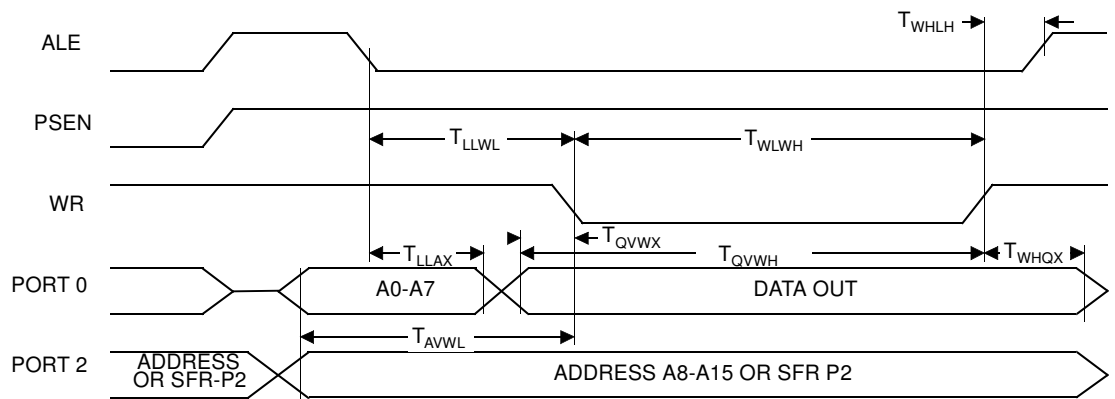 T_WHLH
ALE
PSEN
T_LLWL
T_WLWH
WR
T_QVWX
T_LLAX
T_QVWH
T_WHQX
PORT 0
A0-A7
DATA OUT
T_AVWL
PORT 2
ADDRESS
OR SFR-P2
ADDRESS A8-A15 OR SFR P2